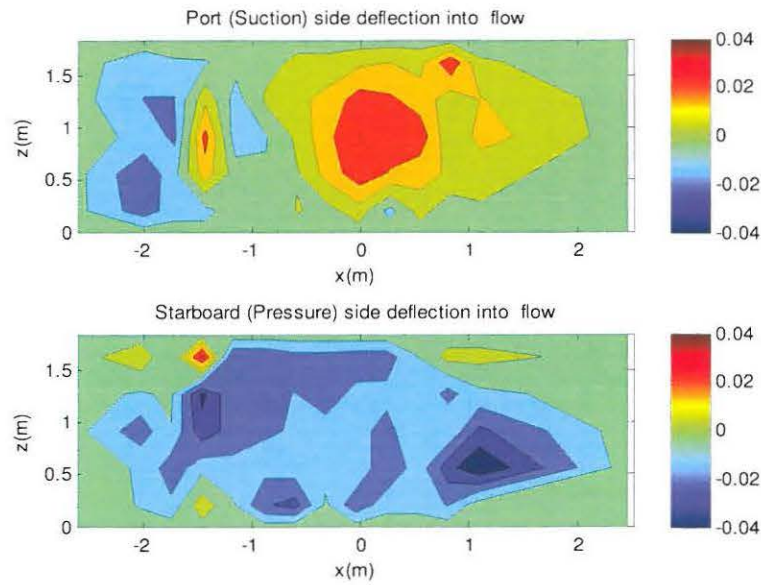 Port (Suction) side deflection into flow
1.5
1
0.5
0
z(m)
-2 -1 0 1 2
x(m)
0.04
0.02
0
-0.02
-0.04
Starboard (Pressure) side deflection into flow
1.5
1
0.5
0
z(m)
-2 -1 0 1 2
x(m)
0.04
0.02
0
-0.02
-0.04